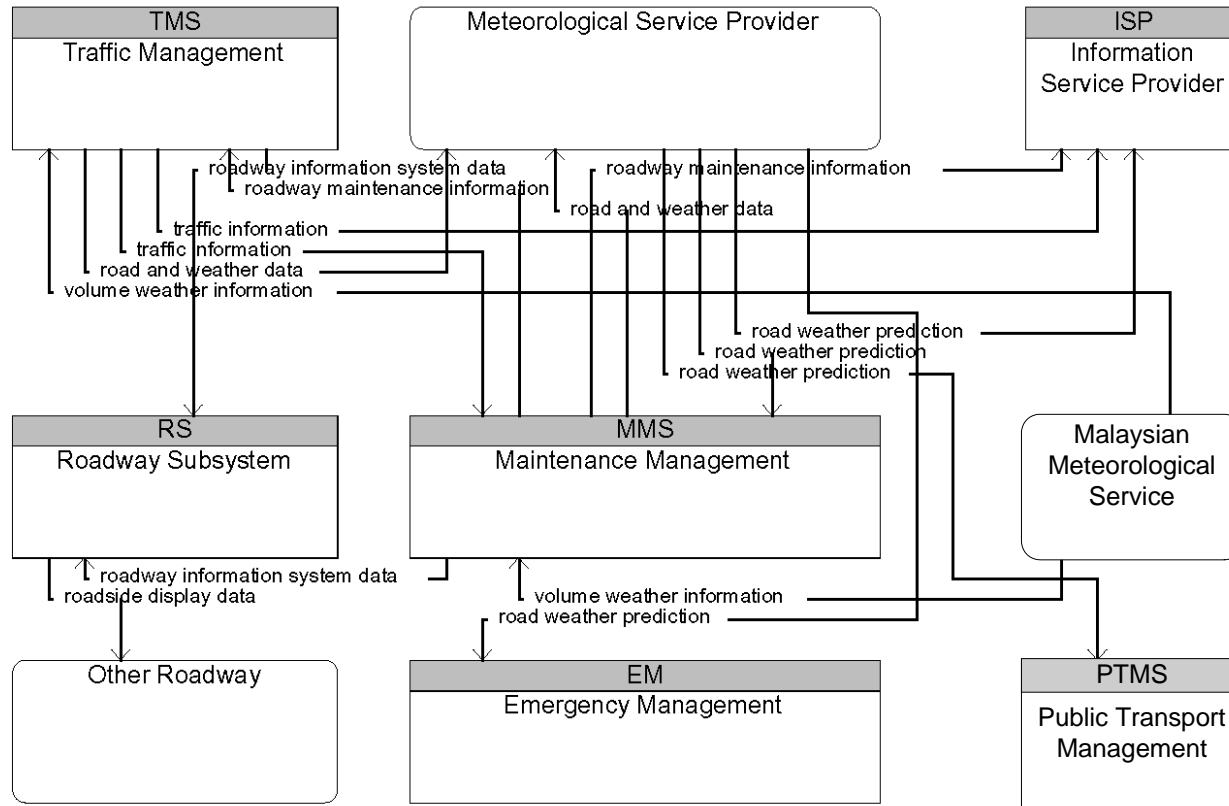 TMS
Traffic Management
Meteorological Service Provider
ISP
Information
Service Provider
roadway information system data
roadway maintenance information
roadway maintenance information
road and weather data
traffic information
traffic information
road and weather data
volume weather information
road weather prediction
road weather prediction
road weather prediction
RS
Roadway Subsystem
MMS
Maintenance Management
Malaysian
Meteorological
Service
roadway information system data
roadside display data
volume weather information
road weather prediction
Other Roadway
EM
Emergency Management
PTMS
Public Transport
Management